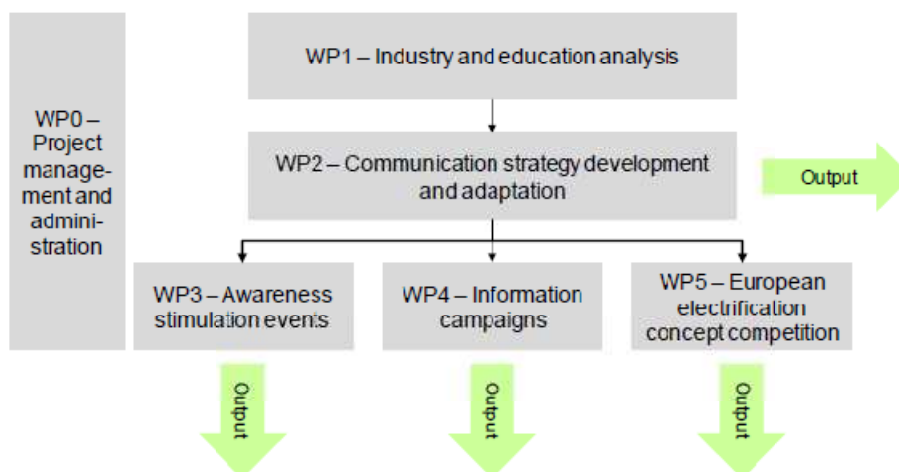 WP0 –
Project
manage-
ment and
admini-
stration
WP1 – Industry and education analysis
WP2 – Communication strategy development
and adaptation
Output
WP3 – Awareness
stimulation events
WP4 – Information
campaigns
WP5 – European
electrification
concept competition
Output
Output
Output